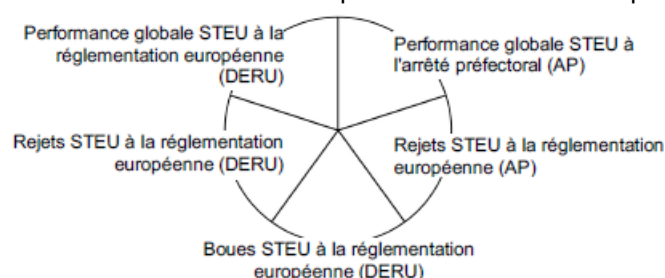 Performance globale STEU à la
réglementation européenne
(DERU)
Performance globale STEU à
l'arrêté préfectoral (AP)
Rejets STEU à la réglementation
européenne (DERU)
Rejets STEU à la réglementation
européenne (AP)
Boues STEU à la réglementation
européenne (DERU)